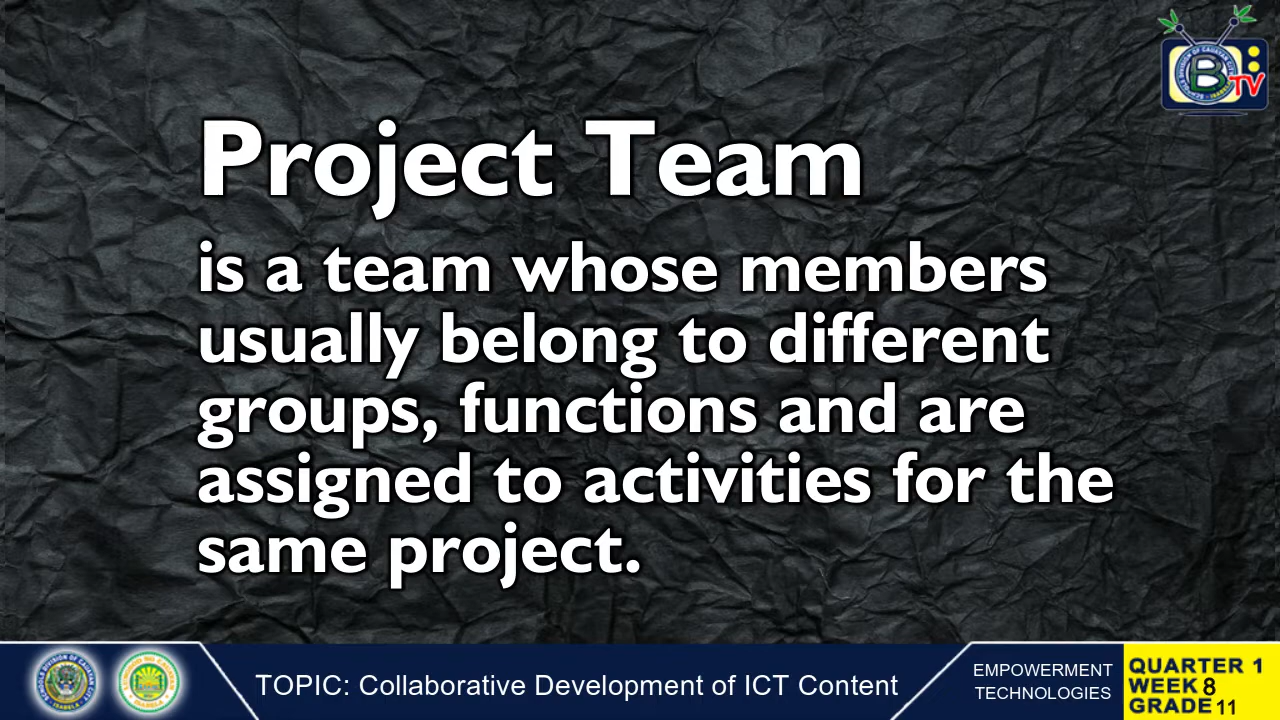 Project Team
is a team whose members
usually belong to different
groups, functions and are
assigned to activities for the
same project.
B
TV
TOPIC: Collaborative Development of ICT Content
EMPOWERMENT
TECHNOLOGIES
QUARTER 1
WEEK 8
GRADE 11